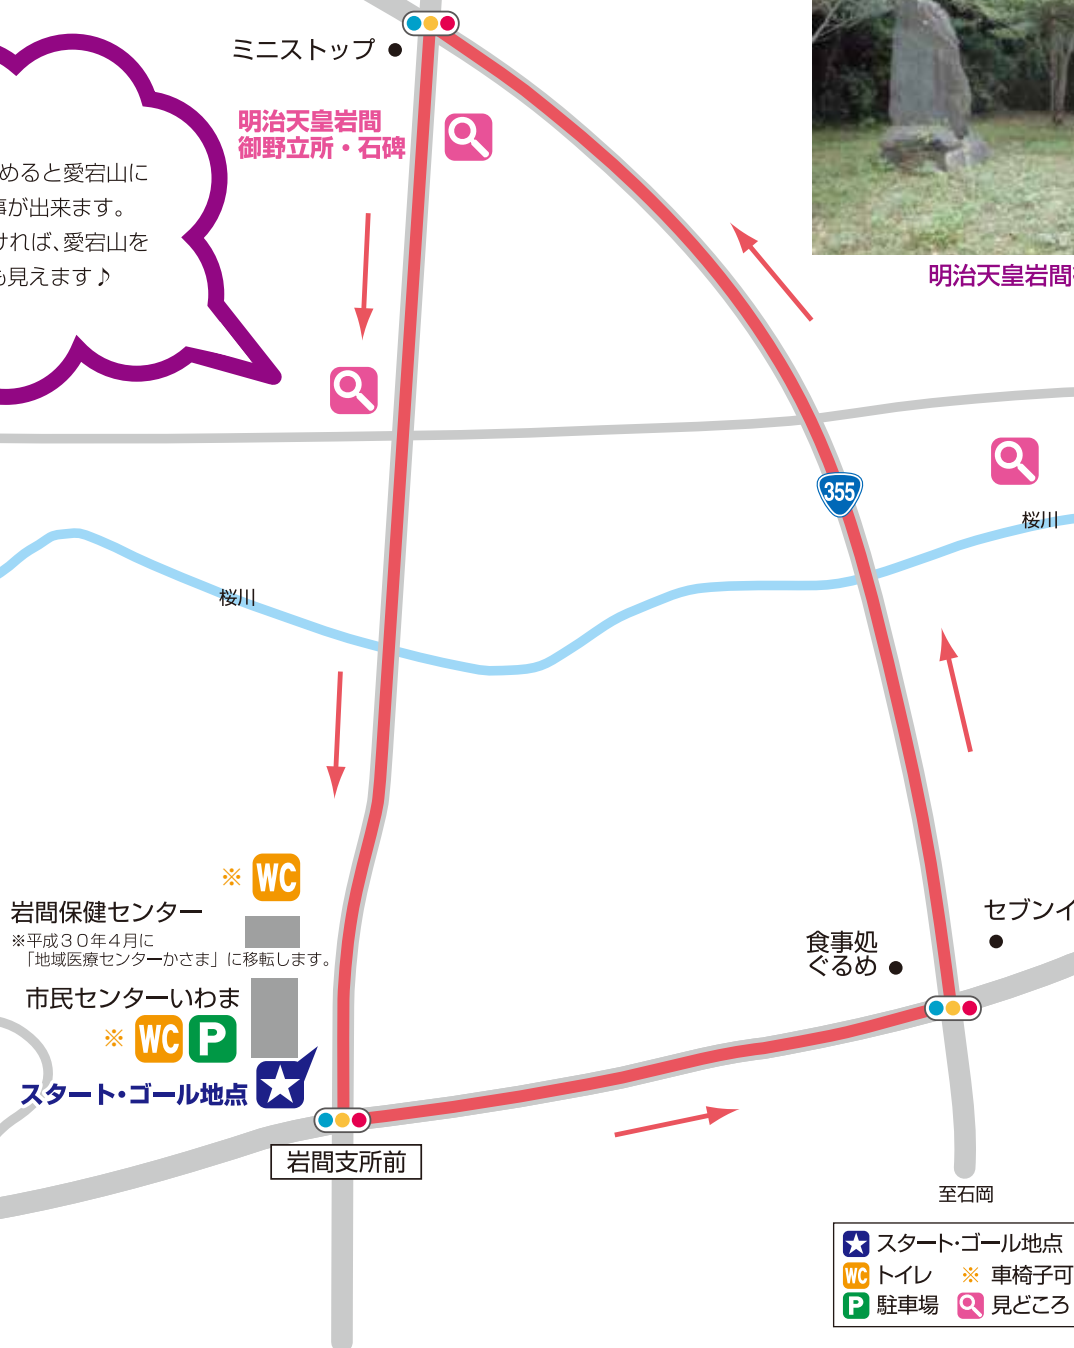 ミニストップ
明治天皇岩間
御野立所・石碑
めると愛宕山に
事が出来ます。
ければ、愛宕山を
も見えます♪
明治天皇岩間
355
桜川
桜川
※ WC
岩間保健センター
※平成３０年４月に
「地域医療センターかさま」に移転します。
市民センターいわま
※ WC P
スタート・ゴール地点
岩間支所前
食事処
ぐるめ
セブンイ
至石岡
スタート・ゴール地点
WC トイレ ※ 車椅子可
P 駐車場 見どころ